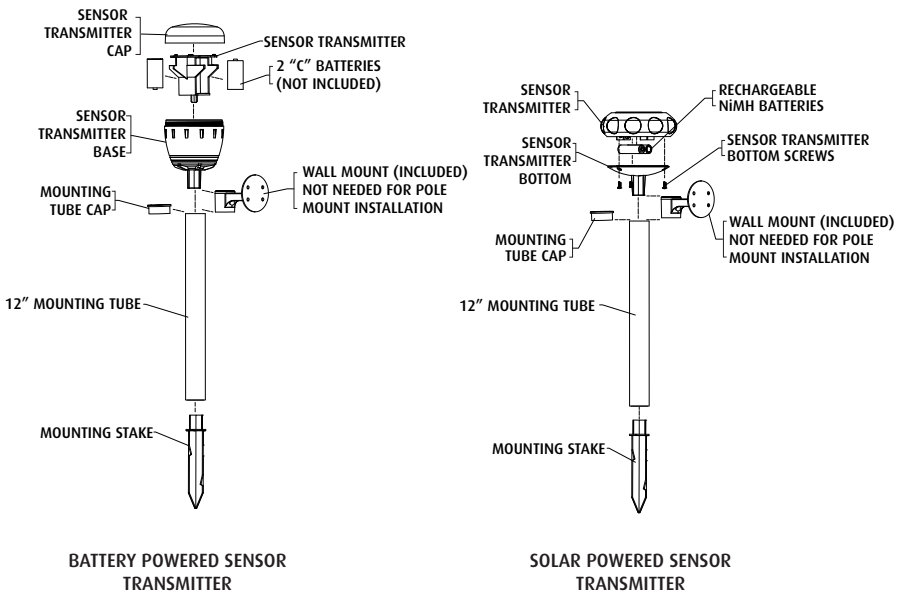 SENSOR
TRANSMITTER
CAP
SENSOR TRANSMITTER
2 “C” BATTERIES
(NOT INCLUDED)
SENSOR
TRANSMITTER
BASE
WALL MOUNT (INCLUDED)
NOT NEEDED FOR POLE
MOUNT INSTALLATION
MOUNTING
TUBE CAP
12” MOUNTING TUBE
MOUNTING STAKE
BATTERY POWERED SENSOR
TRANSMITTER
SENSOR
TRANSMITTER
RECHARGEABLE
NiMH BATTERIES
SENSOR
TRANSMITTER
BOTTOM
SENSOR TRANSMITTER
BOTTOM SCREWS
MOUNTING
TUBE CAP
WALL MOUNT (INCLUDED)
NOT NEEDED FOR POLE
MOUNT INSTALLATION
12” MOUNTING TUBE
MOUNTING STAKE
SOLAR POWERED SENSOR
TRANSMITTER